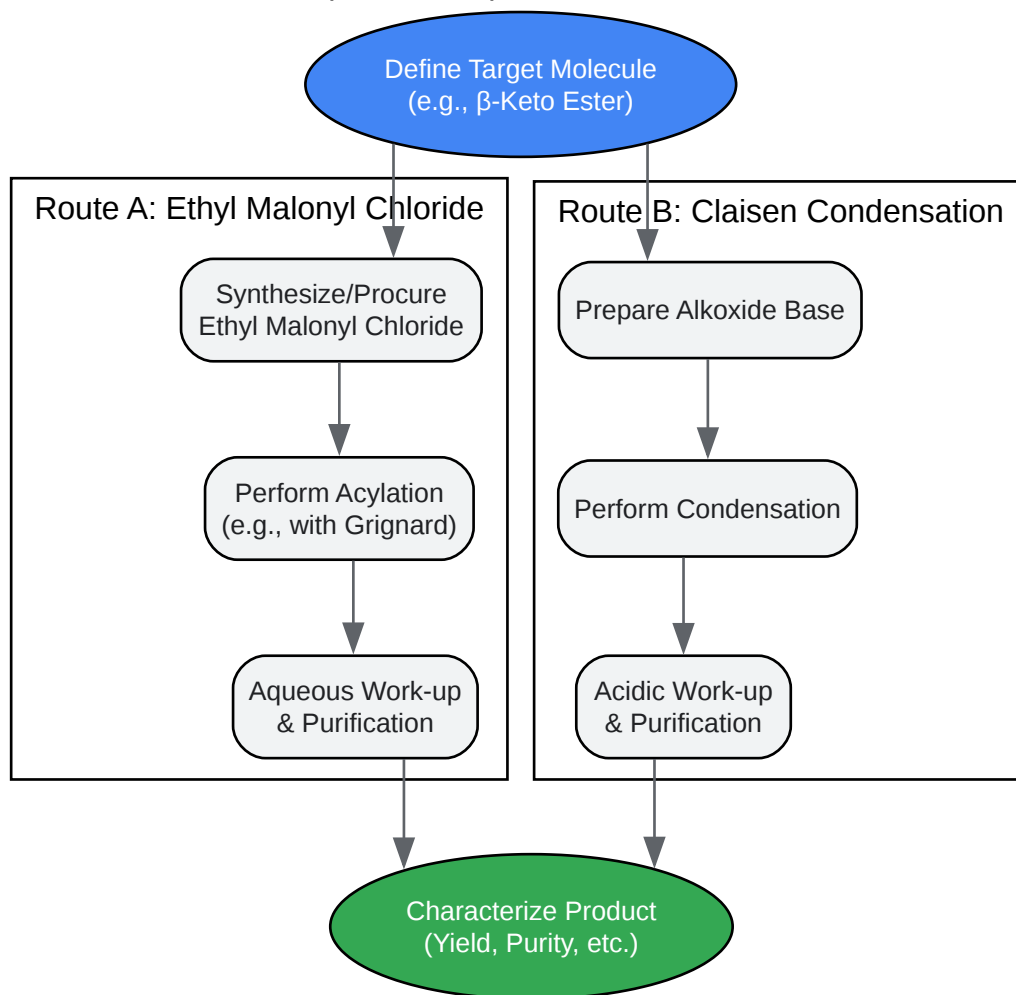 Define Target Molecule
(e.g., β-Keto Ester)
Route A: Ethyl Malonyl Chloride
Synthesize/Procure
Ethyl Malonyl Chloride
Perform Acylation
(e.g., with Grignard)
Aqueous Work-up
& Purification
Route B: Claisen Condensation
Prepare Alkoxide Base
Perform Condensation
Acidic Work-up
& Purification
Characterize Product
(Yield, Purity, etc.)